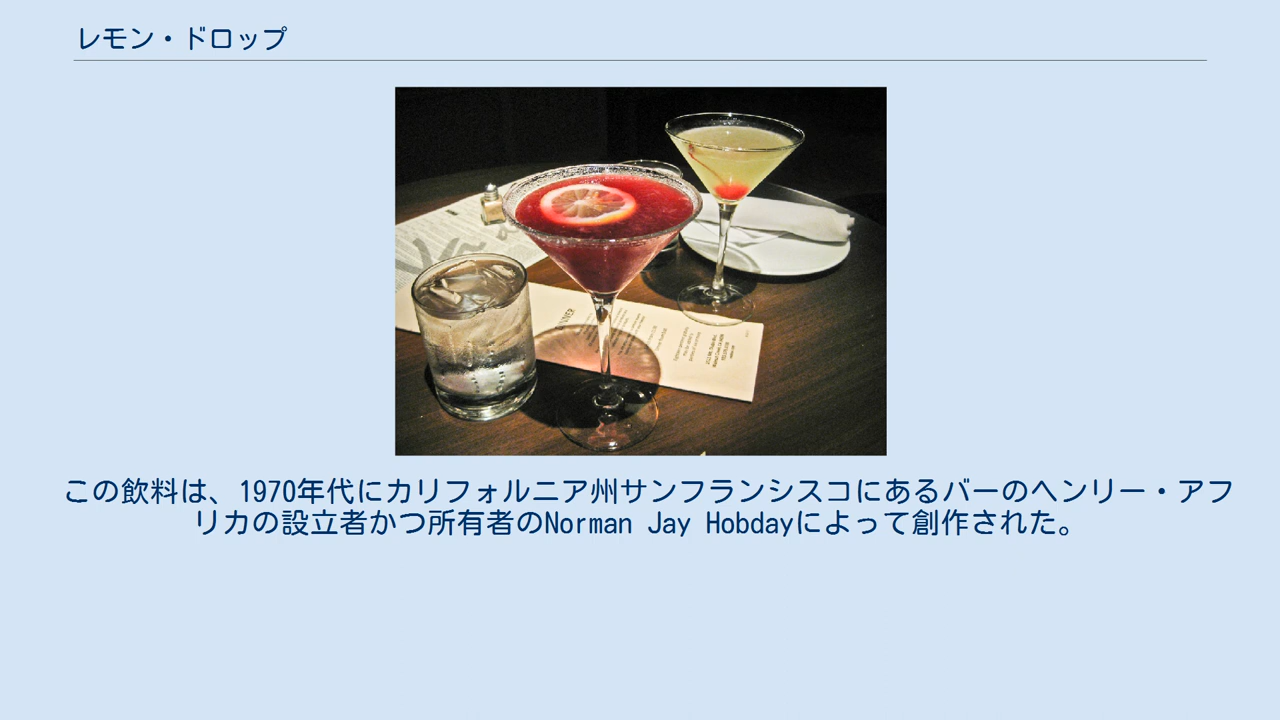 レモン・ドロップ
この飲料は、1970年代にカリフォルニア州サンフランシスコにあるバーのヘンリー・アフ
リカの設立者かつ所有者のNorman Jay Hobdayによって創作された。